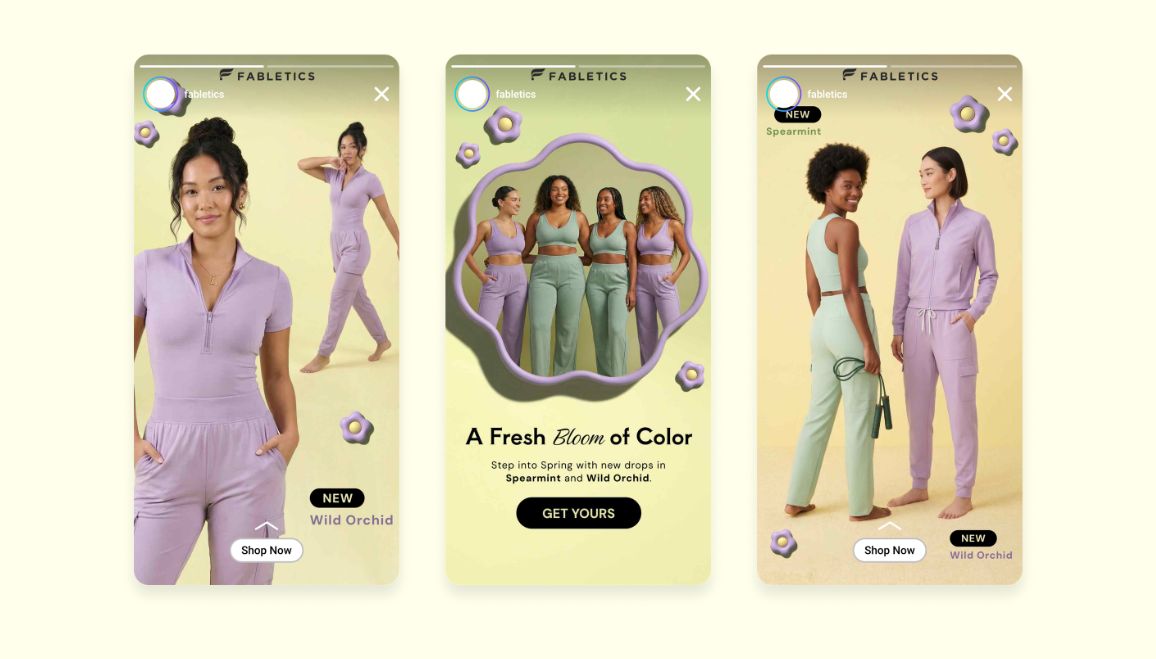 FABLETICS
fabletics
NEW
Wild Orchid
Shop Now
FABLETICS
fabletics
A Fresh Bloom of Color
Step into Spring with new drops in
Spearmint and Wild Orchid.
GET YOURS
FABLETICS
fabletics
NEW
Spearmint
Shop Now
NEW
Wild Orchid